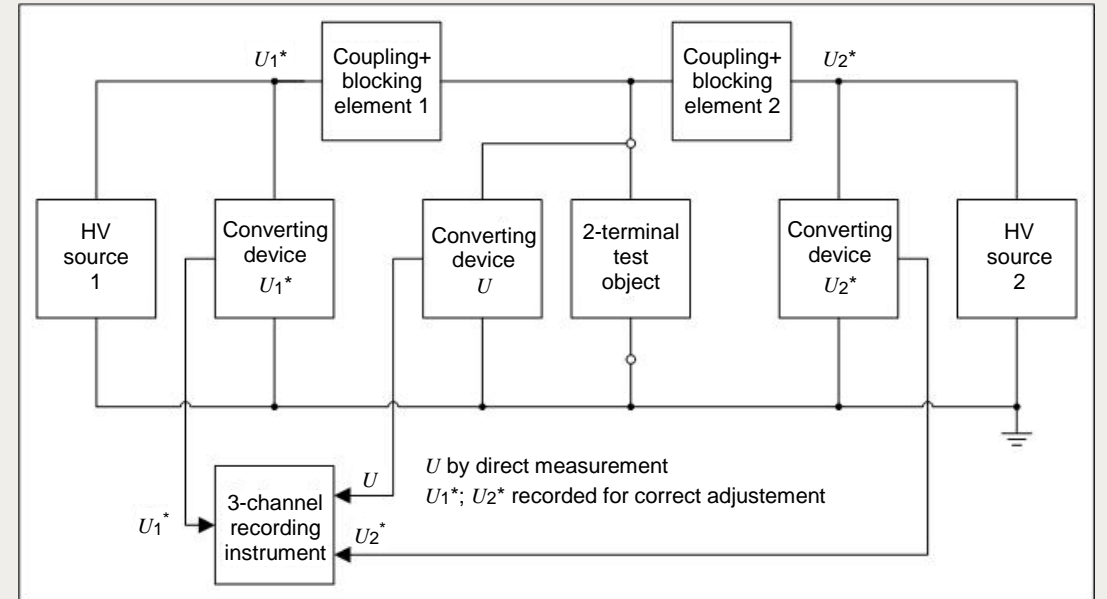 U1*
Coupling+
blocking
element 1
Coupling+
blocking
element 2
U2*
HV
source
1
Converting
device
U1*
Converting
device
U
2-terminal
test
object
Converting
device
U2*
HV
source
2
U
U by direct measurement
U1*; U2* recorded for correct adjustement
U1*
3-channel
recording
instrument
U2*